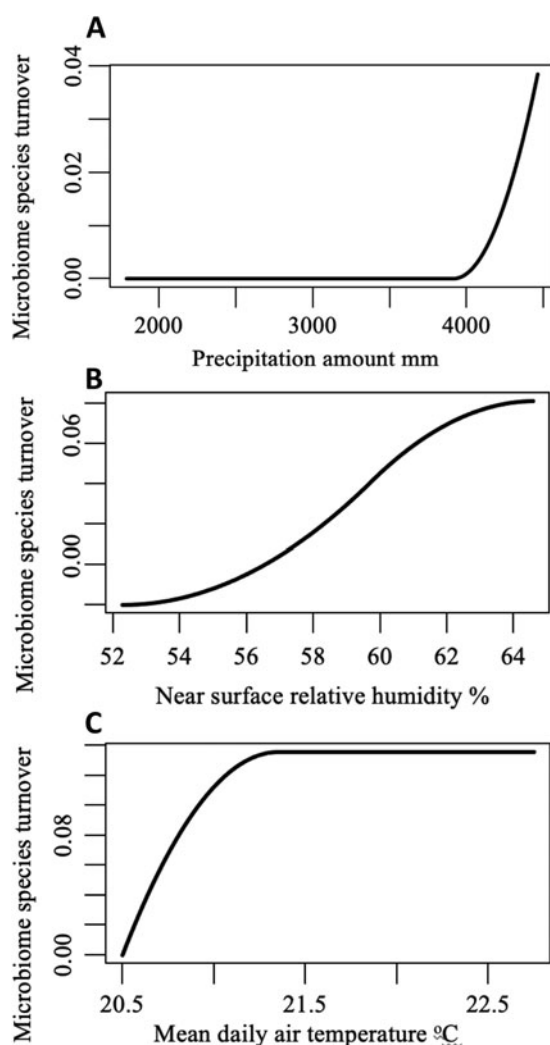 A
Microbiome species turnover
0.04
0.02
0.00
2000 3000 4000
Precipitation amount mm
B
Microbiome species turnover
0.06
0.00
52 54 56 58 60 62 64
Near surface relative humidity %
C
Microbiome species turnover
0.08
0.00
20.5 21.5 22.5
Mean daily air temperature ºC